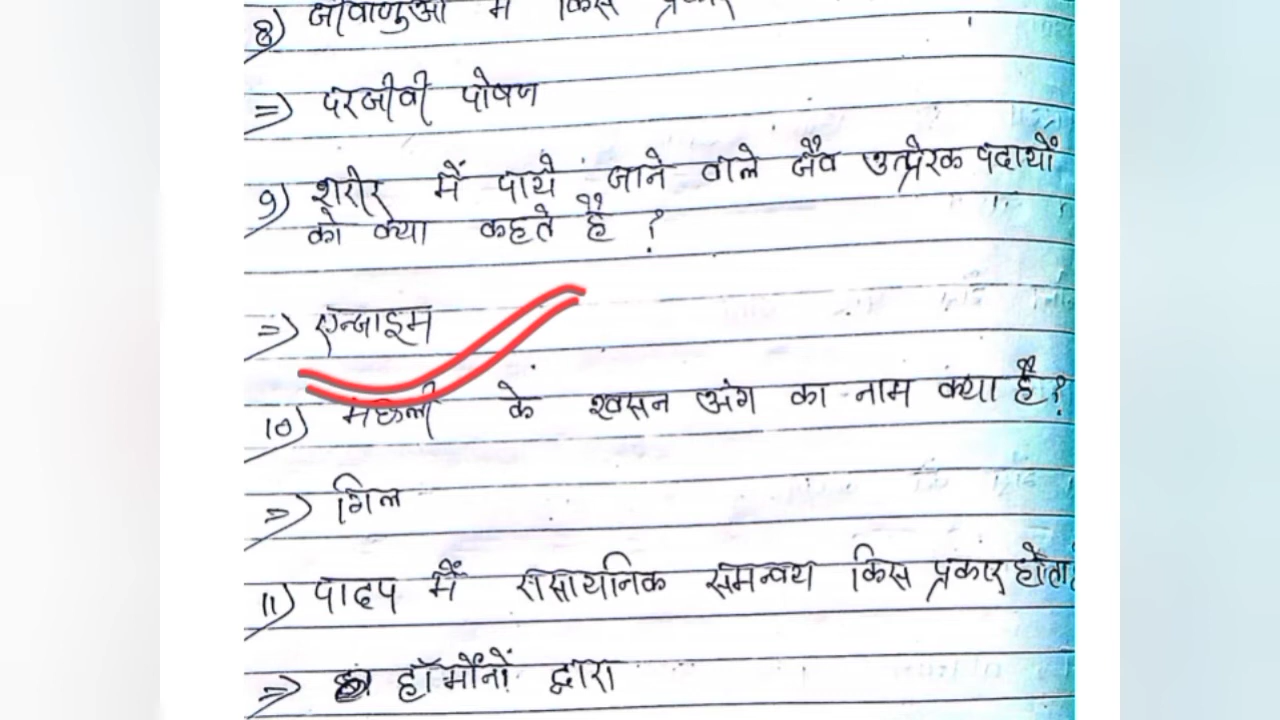 8) जीवाणुओं में किस प्रकार
=> परजीवी पोषण
9) शरीर में पाये जाने वाले जैव उत्प्रेरक पदार्थों
को क्या कहते हैं ?
=> एन्जाइम
10) मछली के श्वसन अंग का नाम क्या है ?
=> गिल
11) पादप में रासायनिक समन्वय किस प्रकार होता
=> हॉर्मोनों द्वारा